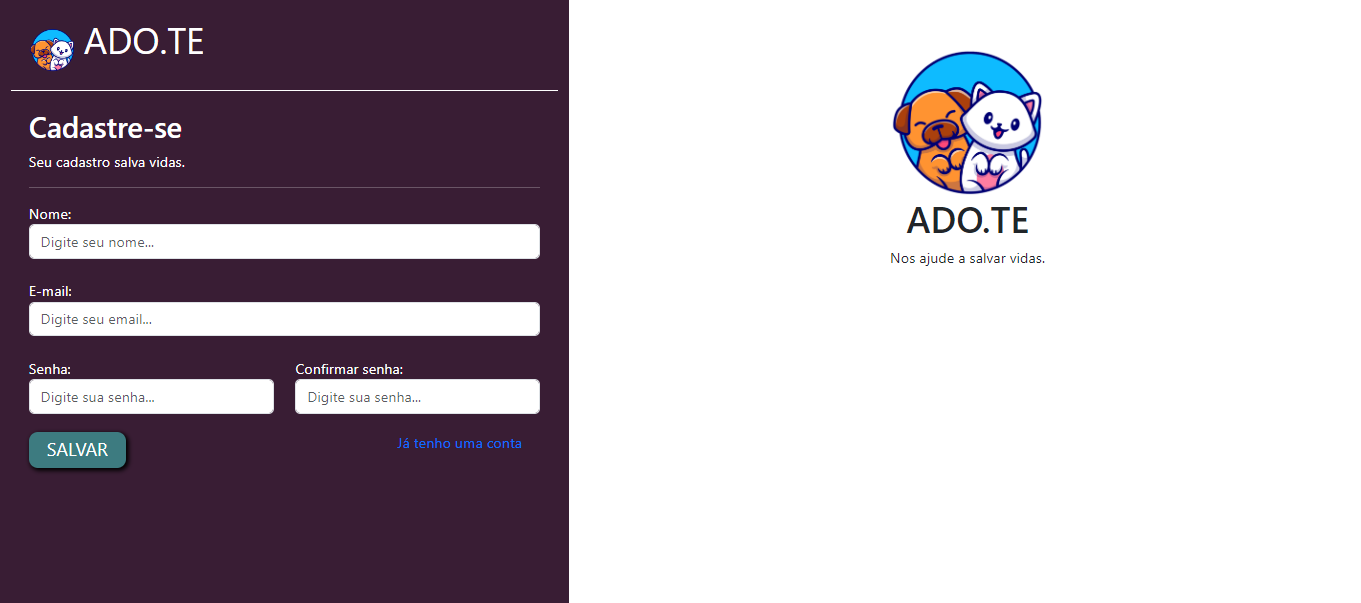 ADO.TE
Cadastre-se
Seu cadastro salva vidas.
Nome:
Digite seu nome...
E-mail:
Digite seu email...
Senha:
Digite sua senha...
Confirmar senha:
Digite sua senha...
SALVAR
Já tenho uma conta
ADO.TE
Nos ajude a salvar vidas.